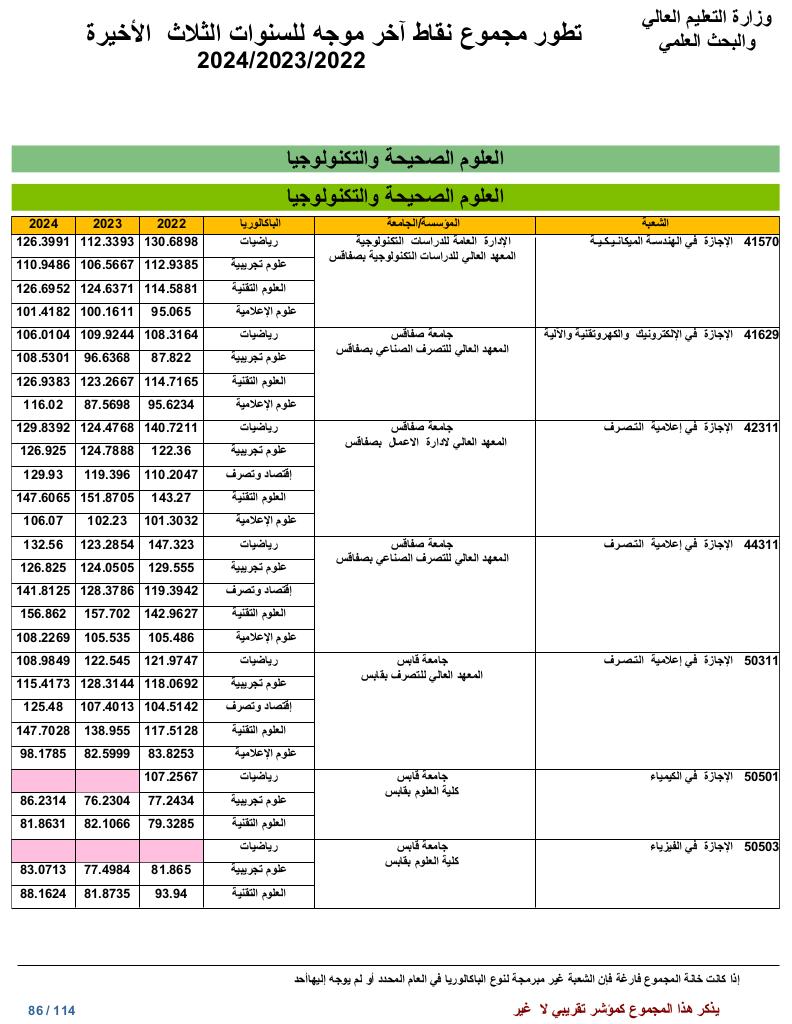 وزارة التعليم العالي
والبحث العلمي
تطور مجموع نقاط آخر موجه للسنوات الثلاث الأخيرة
2024/2023/2022
العلوم الصحيحة والتكنولوجيا
العلوم الصحيحة والتكنولوجيا
الشعبة المؤسسة/الجامعة الباكالوريا 2022 2023 2024
41570 الإجازة في الهندسة الميكانيكية الإدارة العامة للدراسات التكنولوجية رياضيات 130.6898 112.3393 126.3991
المعهد العالي للدراسات التكنولوجية بصفاقس
علوم تجريبية 112.9385 106.5667 110.9486
العلوم التقنية 114.5881 124.6371 126.6952
علوم الإعلامية 95.065 100.1611 101.4182
41629 الإجازة في الإلكترونيك والكهروتقنية والآلية جامعة صفاقس رياضيات 108.3164 109.9244 106.0104
المعهد العالي للتصرف الصناعي بصفاقس
علوم تجريبية 87.822 96.6368 108.5301
العلوم التقنية 114.7165 123.2667 126.9383
علوم الإعلامية 95.6234 87.5698 116.02
42311 الإجازة في إعلامية التصرف جامعة صفاقس رياضيات 140.7211 124.4768 129.8392
المعهد العالي لادارة الاعمال بصفاقس
علوم تجريبية 122.36 124.7888 126.925
إقتصاد وتصرف 110.2047 119.396 129.93
العلوم التقنية 143.27 151.8705 147.6065
علوم الإعلامية 101.3032 102.23 106.07
44311 الإجازة في إعلامية التصرف جامعة صفاقس رياضيات 147.323 123.2854 132.56
المعهد العالي للتصرف الصناعي بصفاقس
علوم تجريبية 129.555 124.0505 126.825
إقتصاد وتصرف 119.3942 128.3786 141.8125
العلوم التقنية 142.9627 157.702 156.862
علوم الإعلامية 105.486 105.535 108.2269
50311 الإجازة في إعلامية التصرف جامعة قابس رياضيات 121.9747 122.545 108.9849
المعهد العالي للتصرف بقابس
علوم تجريبية 118.0692 128.3144 115.4173
إقتصاد وتصرف 104.5142 107.4013 125.48
العلوم التقنية 117.5128 138.955 147.7028
علوم الإعلامية 83.8253 82.5999 98.1785
50501 الإجازة في الكيمياء جامعة قابس رياضيات 107.2567
كلية العلوم بقابس
علوم تجريبية 77.2434 76.2304 86.2314
العلوم التقنية 79.3285 82.1066 81.8631
50503 الإجازة في الفيزياء جامعة قابس رياضيات
كلية العلوم بقابس
علوم تجريبية 81.865 77.4984 83.0713
العلوم التقنية 93.94 81.8735 88.1624
إذا كانت خانة المجموع فارغة فإن الشعبة غير مبرمجة لنوع الباكالوريا في العام المحدد أو لم يوجه إليهاأحد
يذكر هذا المجموع كمؤشر تقريبي لا غير
86 / 114